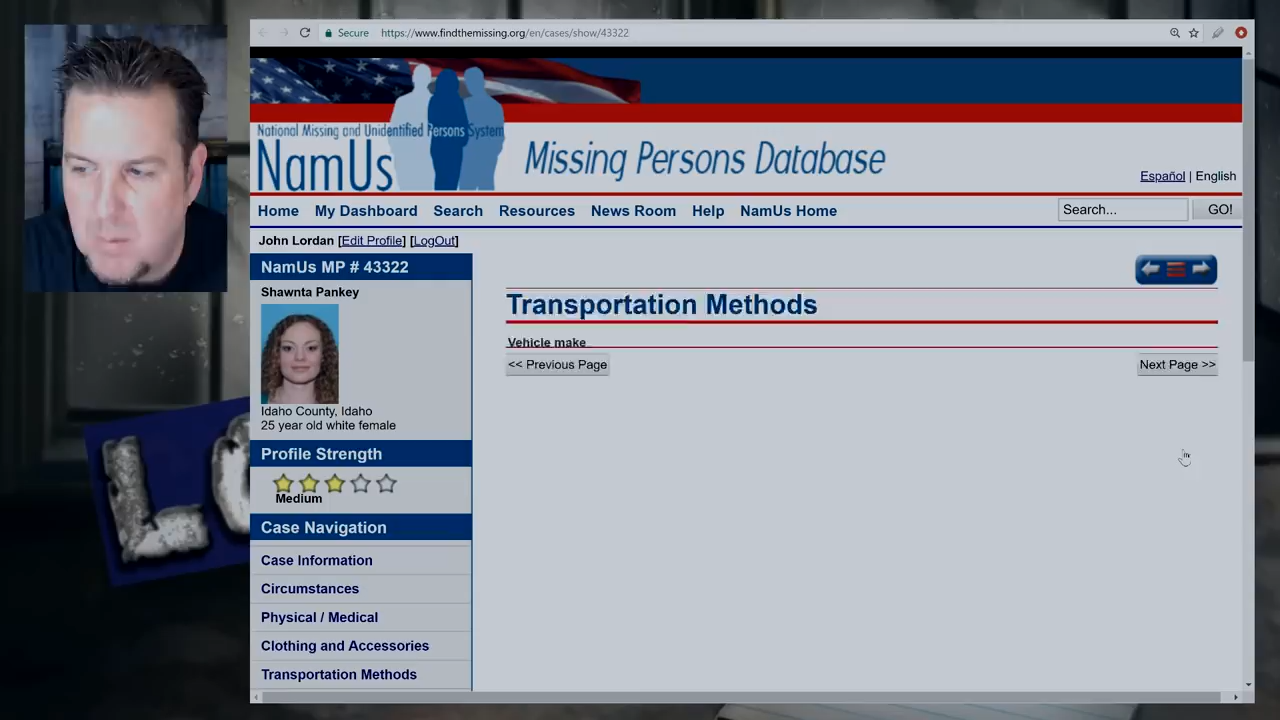 Secure https://www.findthemissing.org/en/cases/show/43322
National Missing and Unidentified Persons System
NamUs
Missing Persons Database
Español | English
Home My Dashboard Search Resources News Room Help NamUs Home
Search... GO!
John Lordan [Edit Profile] [LogOut]
NamUs MP # 43322
Shawnta Pankey
Idaho County, Idaho
25 year old white female
Profile Strength
Medium
Case Navigation
Case Information
Circumstances
Physical / Medical
Clothing and Accessories
Transportation Methods
Transportation Methods
Vehicle make
<< Previous Page
Next Page >>
LO